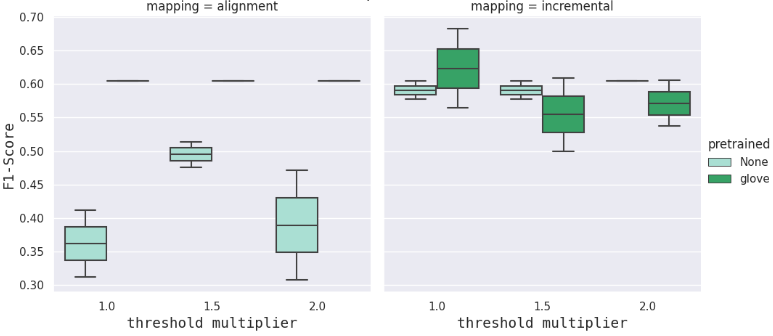 mapping = alignment
mapping = incremental
F1-Score
0.70
0.65
0.60
0.55
0.50
0.45
0.40
0.35
0.30
1.0 1.5 2.0
1.0 1.5 2.0
threshold multiplier
threshold multiplier
pretrained
None
glove